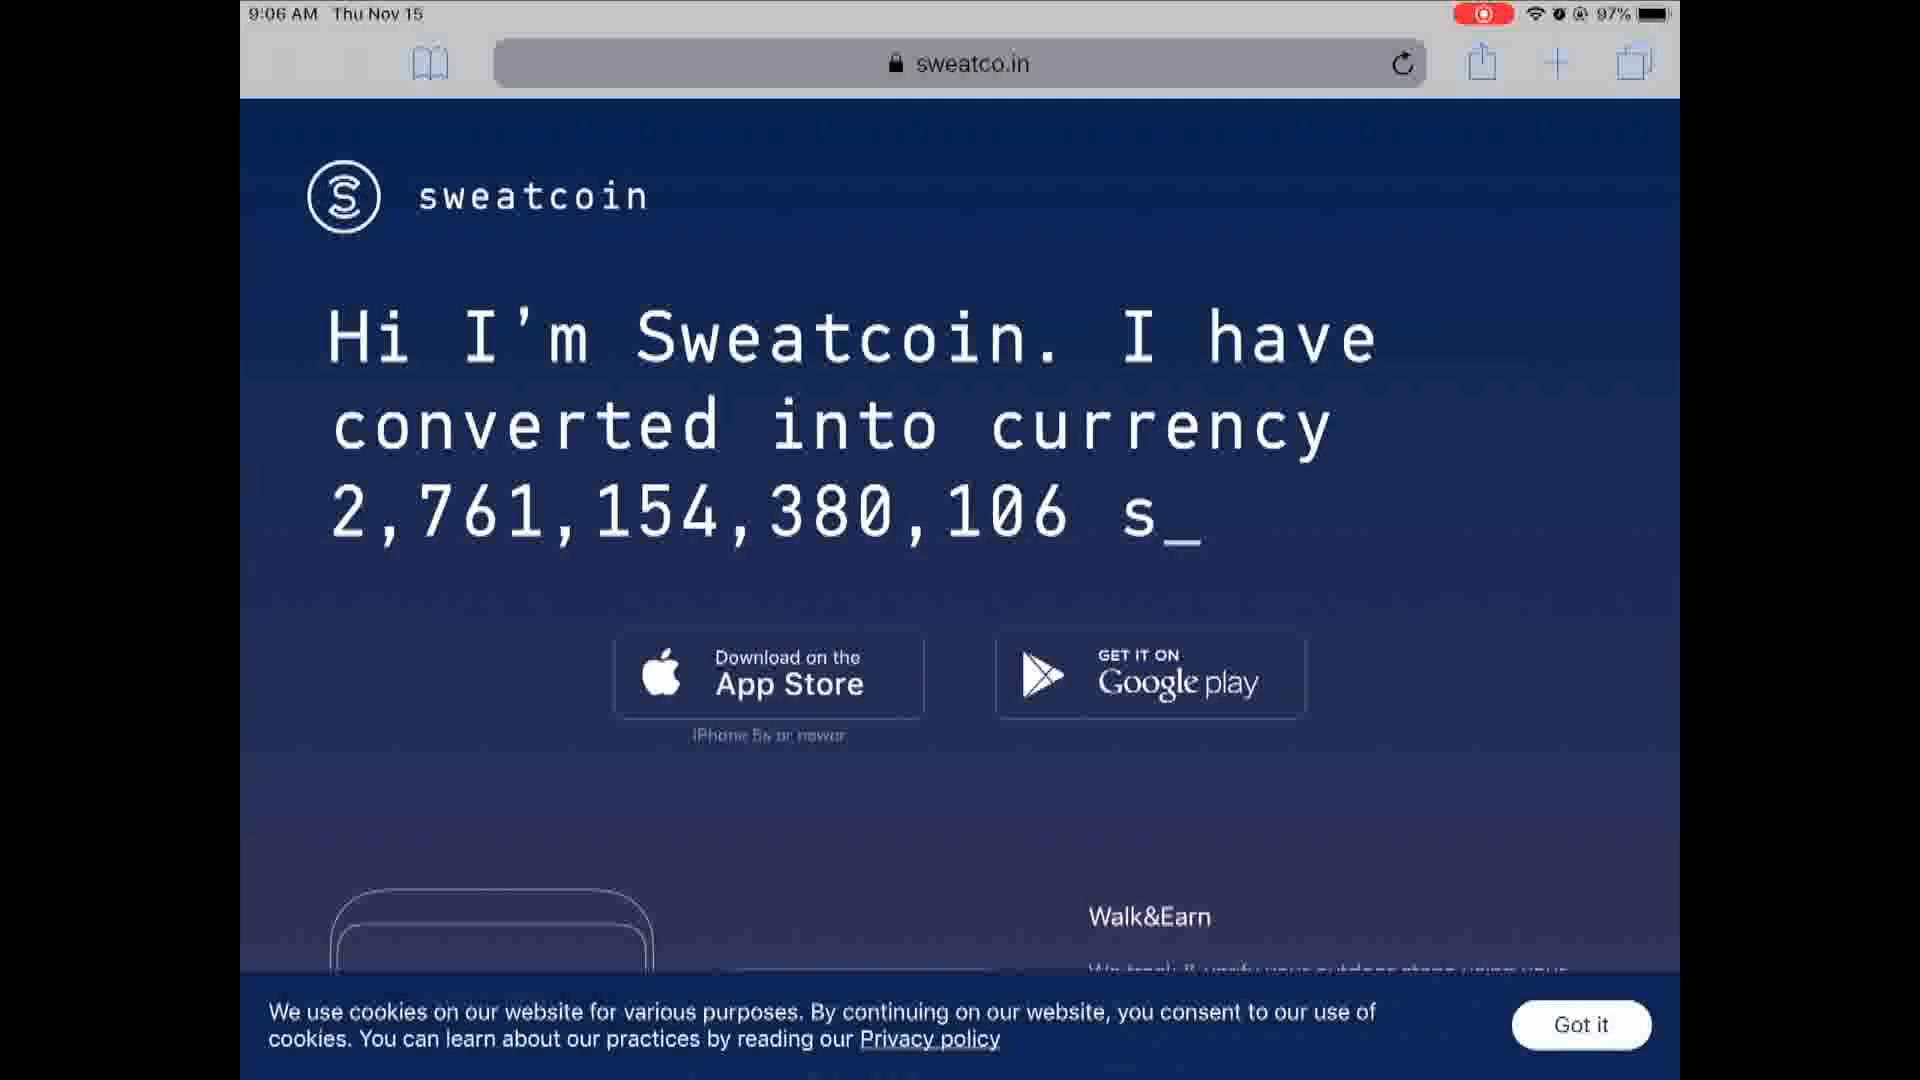 9:06 AM Thu Nov 15
97%
sweatco.in
sweatcoin
Hi I'm Sweatcoin. I have
converted into currency
2,761,154,380,106 s_
Download on the
App Store
GET IT ON
Google play
iPhone 5s or newer
Walk&Earn
We use cookies on our website for various purposes. By continuing on our website, you consent to our use of
cookies. You can learn about our practices by reading our Privacy policy
Got it